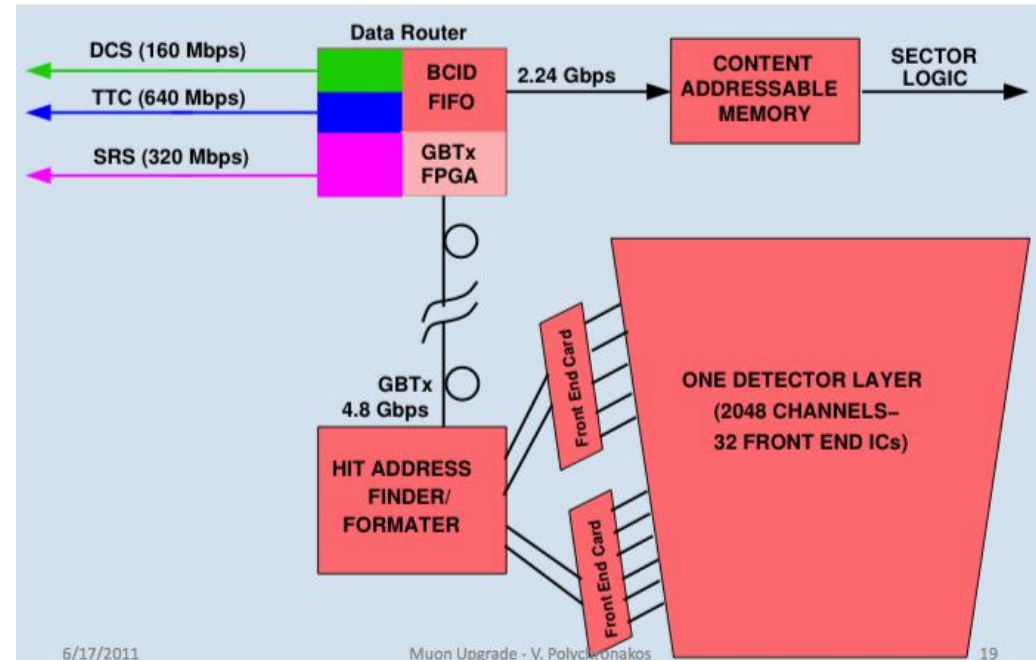 Data Router
DCS (160 Mbps)
TTC (640 Mbps)
SRS (320 Mbps)
BCID
FIFO
GBTx
FPGA
2.24 Gbps
CONTENT
ADDRESSABLE
MEMORY
SECTOR
LOGIC
GBTx
4.8 Gbps
HIT ADDRESS
FINDER/
FORMATER
Front End Card
Front End Card
ONE DETECTOR LAYER
(2048 CHANNELS–
32 FRONT END ICs)
6/17/2011
Muon Upgrade - V. Polychronakos
19